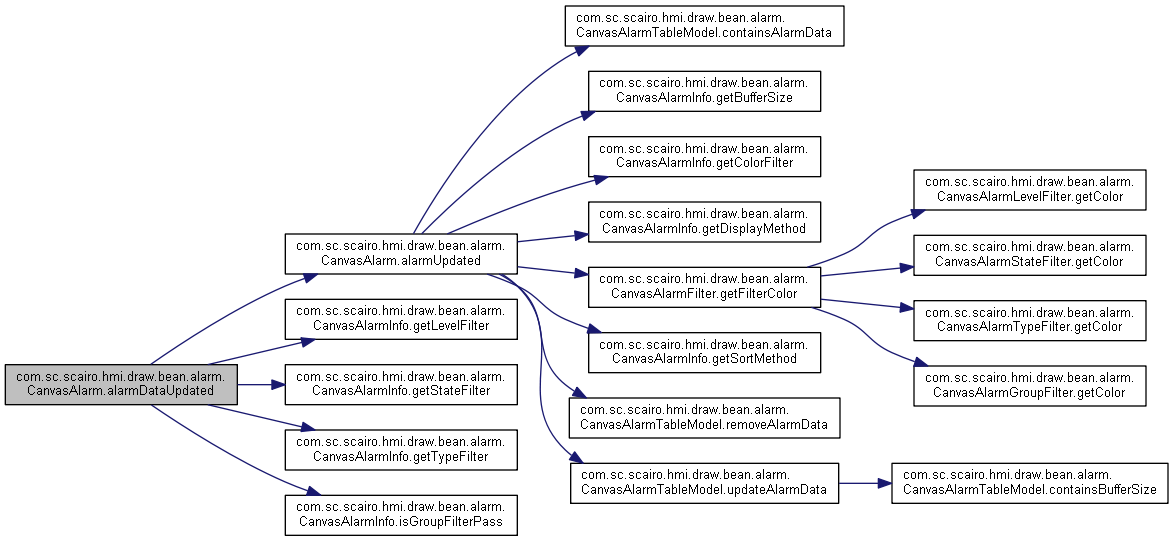 com.sc.scairo.hmi.draw.bean.alarm.
CanvasAlarm.alarmDataUpdated
com.sc.scairo.hmi.draw.bean.alarm.
CanvasAlarm.alarmUpdated
com.sc.scairo.hmi.draw.bean.alarm.
CanvasAlarmInfo.getLevelFilter
com.sc.scairo.hmi.draw.bean.alarm.
CanvasAlarmInfo.getStateFilter
com.sc.scairo.hmi.draw.bean.alarm.
CanvasAlarmInfo.getTypeFilter
com.sc.scairo.hmi.draw.bean.alarm.
CanvasAlarmInfo.isGroupFilterPass
com.sc.scairo.hmi.draw.bean.alarm.
CanvasAlarmTableModel.containsAlarmData
com.sc.scairo.hmi.draw.bean.alarm.
CanvasAlarmInfo.getBufferSize
com.sc.scairo.hmi.draw.bean.alarm.
CanvasAlarmInfo.getColorFilter
com.sc.scairo.hmi.draw.bean.alarm.
CanvasAlarmInfo.getDisplayMethod
com.sc.scairo.hmi.draw.bean.alarm.
CanvasAlarmFilter.getFilterColor
com.sc.scairo.hmi.draw.bean.alarm.
CanvasAlarmInfo.getSortMethod
com.sc.scairo.hmi.draw.bean.alarm.
CanvasAlarmTableModel.removeAlarmData
com.sc.scairo.hmi.draw.bean.alarm.
CanvasAlarmTableModel.updateAlarmData
com.sc.scairo.hmi.draw.bean.alarm.
CanvasAlarmLevelFilter.getColor
com.sc.scairo.hmi.draw.bean.alarm.
CanvasAlarmStateFilter.getColor
com.sc.scairo.hmi.draw.bean.alarm.
CanvasAlarmTypeFilter.getColor
com.sc.scairo.hmi.draw.bean.alarm.
CanvasAlarmGroupFilter.getColor
com.sc.scairo.hmi.draw.bean.alarm.
CanvasAlarmTableModel.containsBufferSize